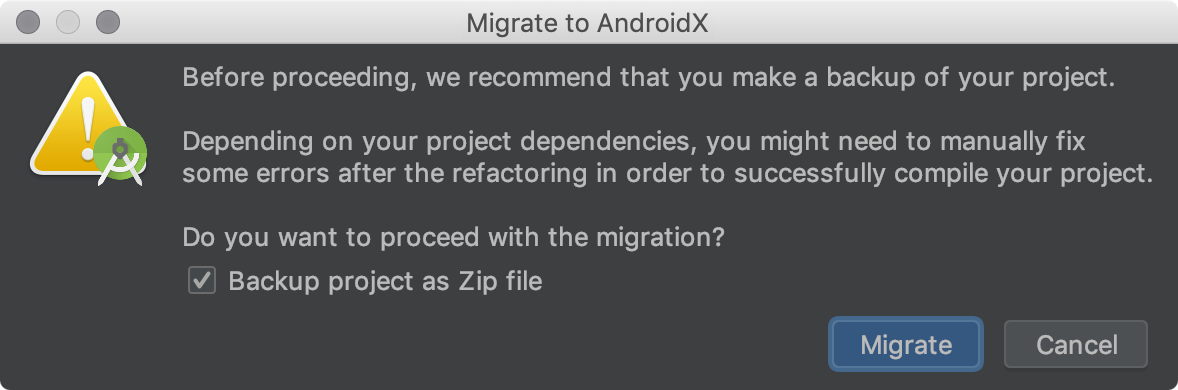 Migrate to AndroidX
Before proceeding, we recommend that you make a backup of your project.
Depending on your project dependencies, you might need to manually fix
some errors after the refactoring in order to successfully compile your project.
Do you want to proceed with the migration?
Backup project as Zip file
Migrate
Cancel